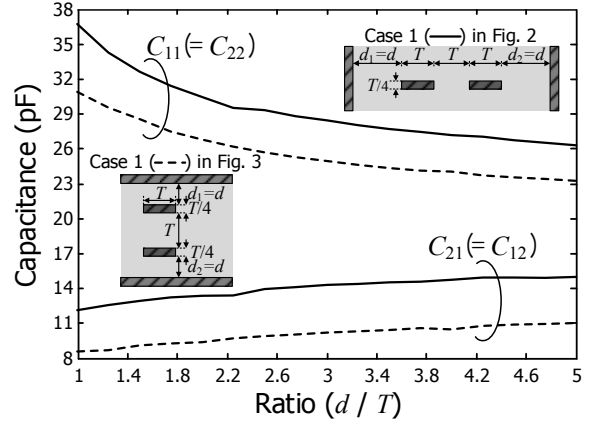 38
35
32
29
26
23
20
17
14
11
8
Capacitance (pF)
C11(= C22)
Case 1 (—) in Fig. 2
d1=d T T T d2=d
T/4
Case 1 (---) in Fig. 3
T d1=d
T/4
T
T/4
d2=d
C21(= C12)
1 1.4 1.8 2.2 2.6 3 3.4 3.8 4.2 4.6 5
Ratio (d / T)